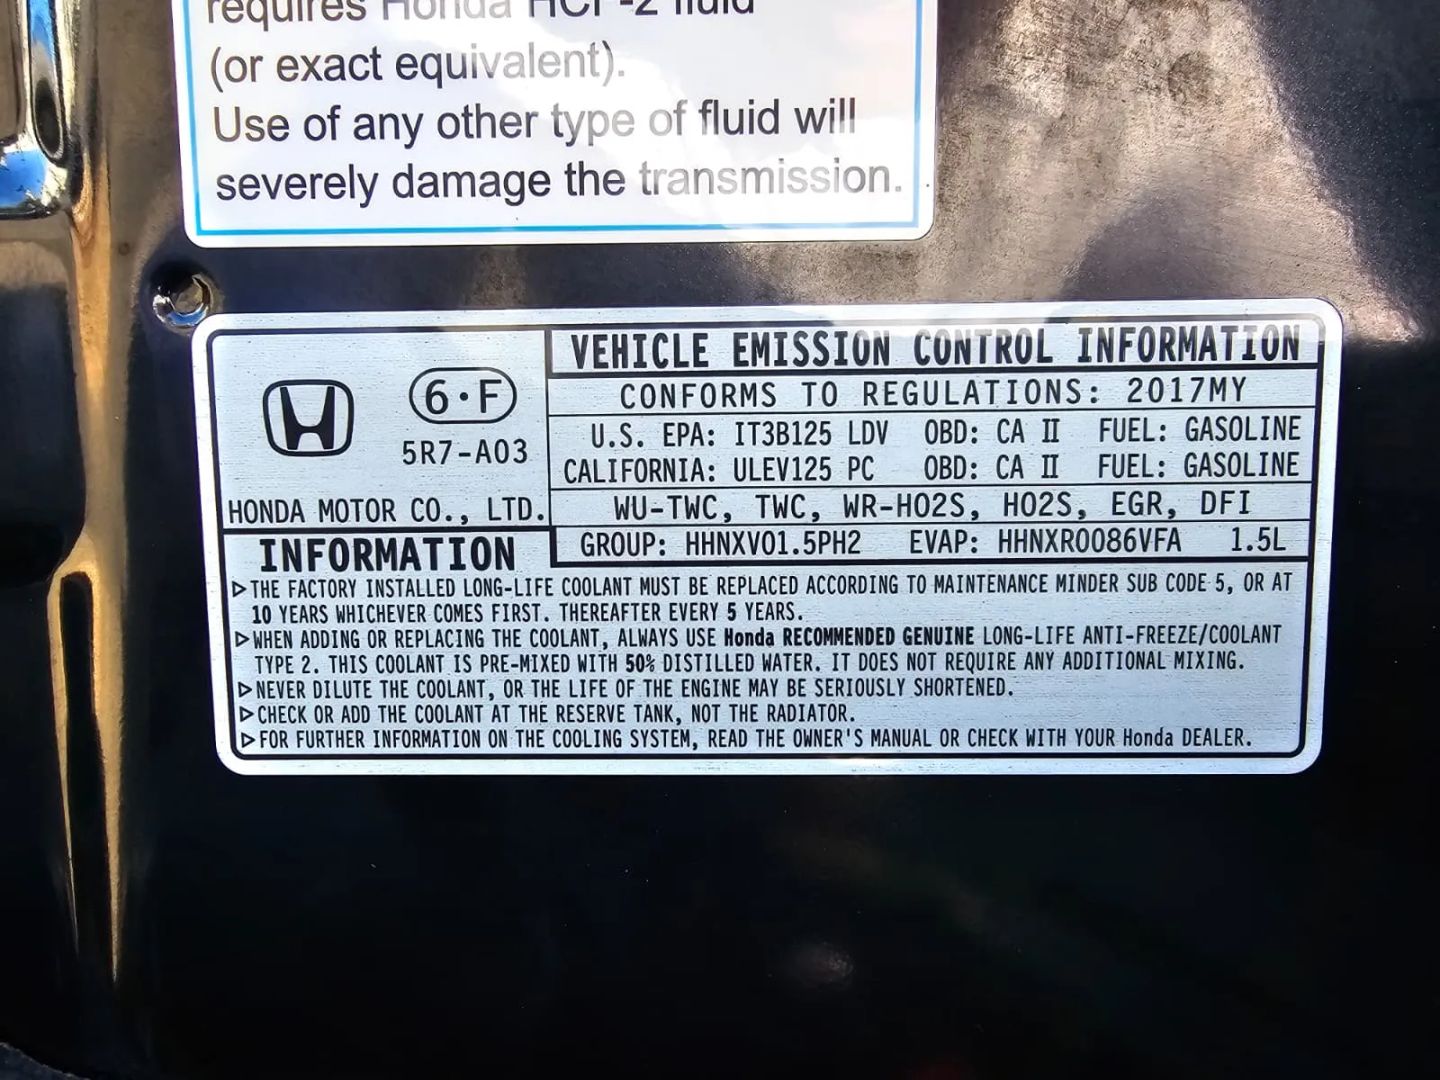 requires Honda HCF-2 fluid
(or exact equivalent).
Use of any other type of fluid will
severely damage the transmission.
6·F
5R7-A03
HONDA MOTOR CO., LTD.
VEHICLE EMISSION CONTROL INFORMATION
CONFORMS TO REGULATIONS: 2017MY
U.S. EPA: IT3B125 LDV OBD: CA II FUEL: GASOLINE
CALIFORNIA: ULEV125 PC OBD: CA II FUEL: GASOLINE
WU-TWC, TWC, WR-HO2S, HO2S, EGR, DFI
GROUP: HHNXV01.5PH2 EVAP: HHNXR0086VFA 1.5L
INFORMATION
▷THE FACTORY INSTALLED LONG-LIFE COOLANT MUST BE REPLACED ACCORDING TO MAINTENANCE MINDER SUB CODE 5, OR AT
10 YEARS WHICHEVER COMES FIRST. THEREAFTER EVERY 5 YEARS.
▷WHEN ADDING OR REPLACING THE COOLANT, ALWAYS USE Honda RECOMMENDED GENUINE LONG-LIFE ANTI-FREEZE/COOLANT
TYPE 2. THIS COOLANT IS PRE-MIXED WITH 50% DISTILLED WATER. IT DOES NOT REQUIRE ANY ADDITIONAL MIXING.
▷NEVER DILUTE THE COOLANT, OR THE LIFE OF THE ENGINE MAY BE SERIOUSLY SHORTENED.
▷CHECK OR ADD THE COOLANT AT THE RESERVE TANK, NOT THE RADIATOR.
▷FOR FURTHER INFORMATION ON THE COOLING SYSTEM, READ THE OWNER'S MANUAL OR CHECK WITH YOUR Honda DEALER.